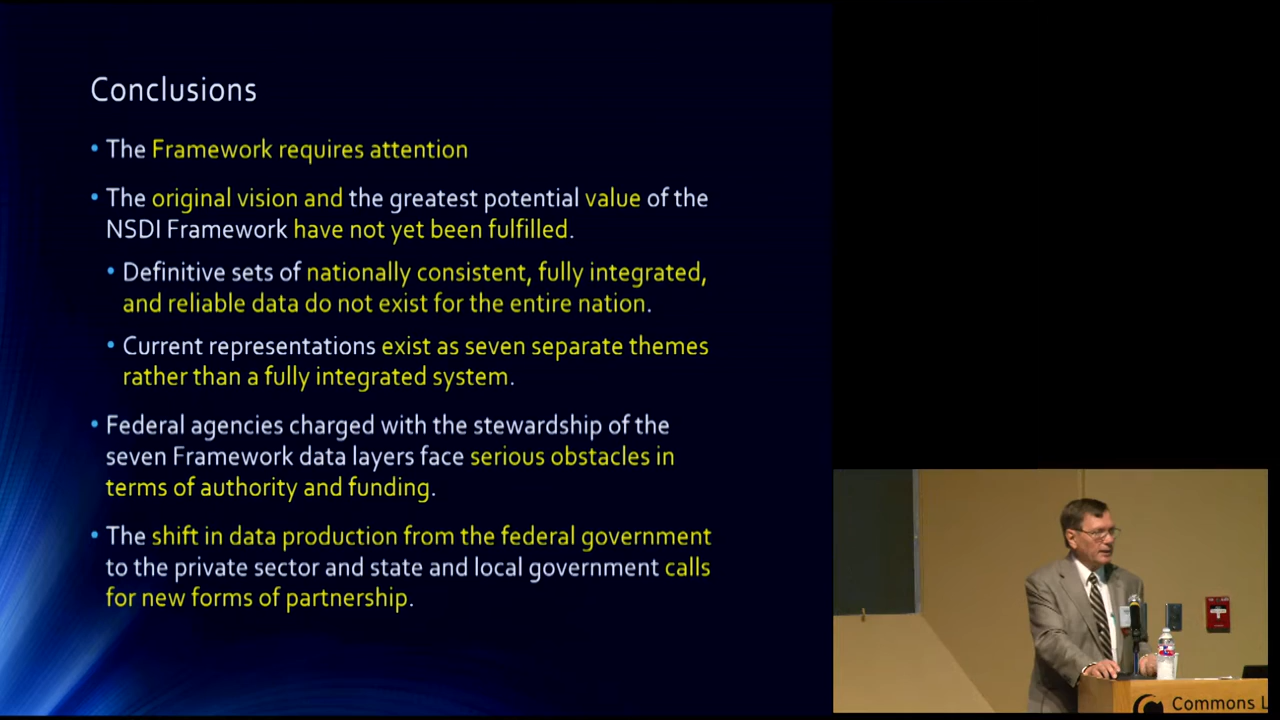 Conclusions
• The Framework requires attention
• The original vision and the greatest potential value of the
NSDI Framework have not yet been fulfilled.
• Definitive sets of nationally consistent, fully integrated,
and reliable data do not exist for the entire nation.
• Current representations exist as seven separate themes
rather than a fully integrated system.
• Federal agencies charged with the stewardship of the
seven Framework data layers face serious obstacles in
terms of authority and funding.
• The shift in data production from the federal government
to the private sector and state and local government calls
for new forms of partnership.
Commons L